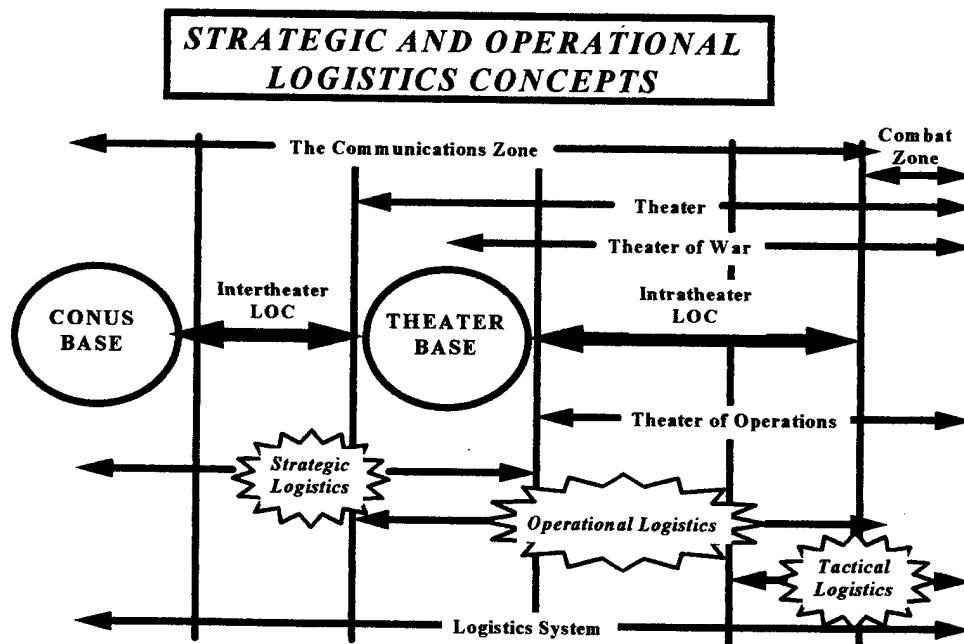 STRATEGIC AND OPERATIONAL
LOGISTICS CONCEPTS
The Communications Zone
Combat
Zone
Theater
Theater of War
CONUS
BASE
Intertheater
LOC
THEATER
BASE
Intratheater
LOC
Theater of Operations
Strategic
Logistics
Operational Logistics
Tactical
Logistics
Logistics System